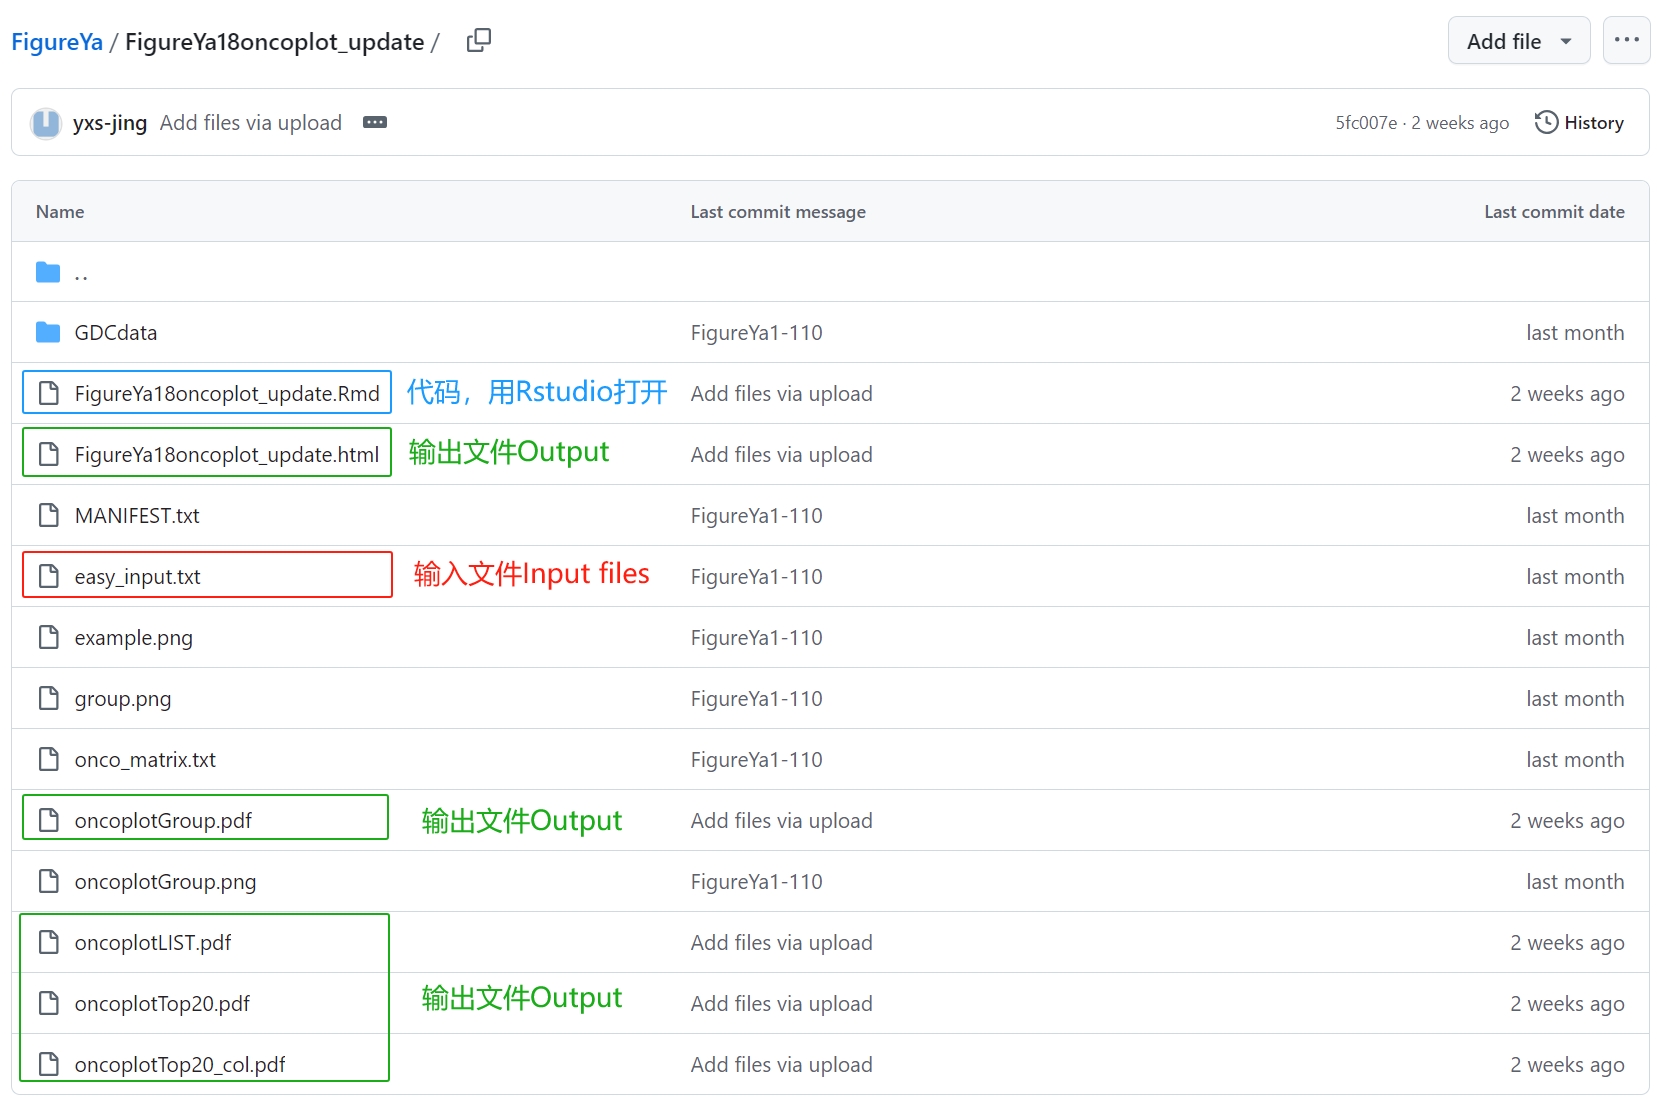 FigureYa / FigureYa18oncoplot_update /
Add file
yxs-jing Add files via upload
5fc007e · 2 weeks ago
History
Name Last commit message Last commit date
..
GDCdata FigureYa1-110 last month
FigureYa18oncoplot_update.Rmd 代码，用Rstudio打开 Add files via upload 2 weeks ago
FigureYa18oncoplot_update.html 输出文件Output Add files via upload 2 weeks ago
MANIFEST.txt FigureYa1-110 last month
easy_input.txt 输入文件Input files FigureYa1-110 last month
example.png FigureYa1-110 last month
group.png FigureYa1-110 last month
onco_matrix.txt FigureYa1-110 last month
oncoplotGroup.pdf 输出文件Output Add files via upload 2 weeks ago
oncoplotGroup.png FigureYa1-110 last month
oncoplotLIST.pdf Add files via upload 2 weeks ago
oncoplotTop20.pdf 输出文件Output Add files via upload 2 weeks ago
oncoplotTop20_col.pdf Add files via upload 2 weeks ago